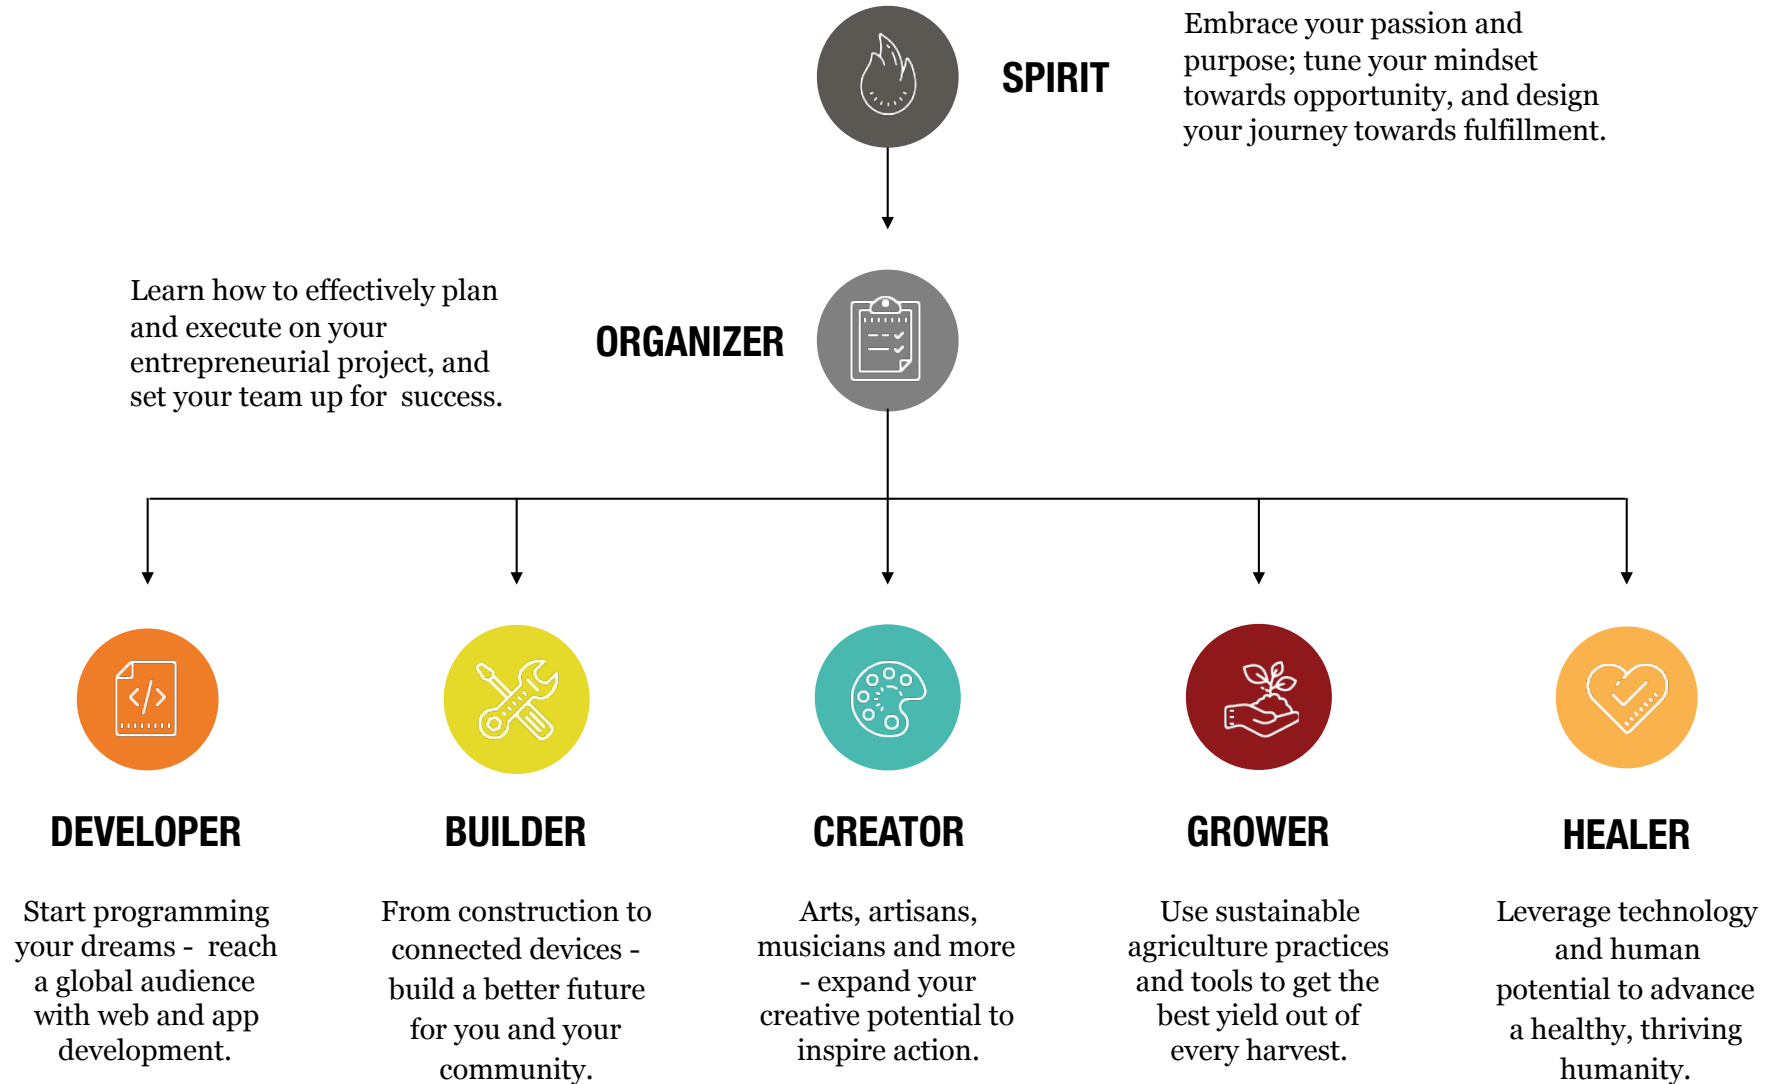 SPIRIT
Embrace your passion and
purpose; tune your mindset
towards opportunity, and design
your journey towards fulfillment.
Learn how to effectively plan
and execute on your
entrepreneurial project, and
set your team up for  success.
ORGANIZER
DEVELOPER
Start programming
your dreams -  reach
a global audience
with web and app
development.
BUILDER
From construction to
connected devices -
build a better future
for you and your
community.
CREATOR
Arts, artisans,
musicians and more
- expand your
creative potential to
inspire action.
GROWER
Use sustainable
agriculture practices
and tools to get the
best yield out of
every harvest.
HEALER
Leverage technology
and human
potential to advance
a healthy, thriving
humanity.